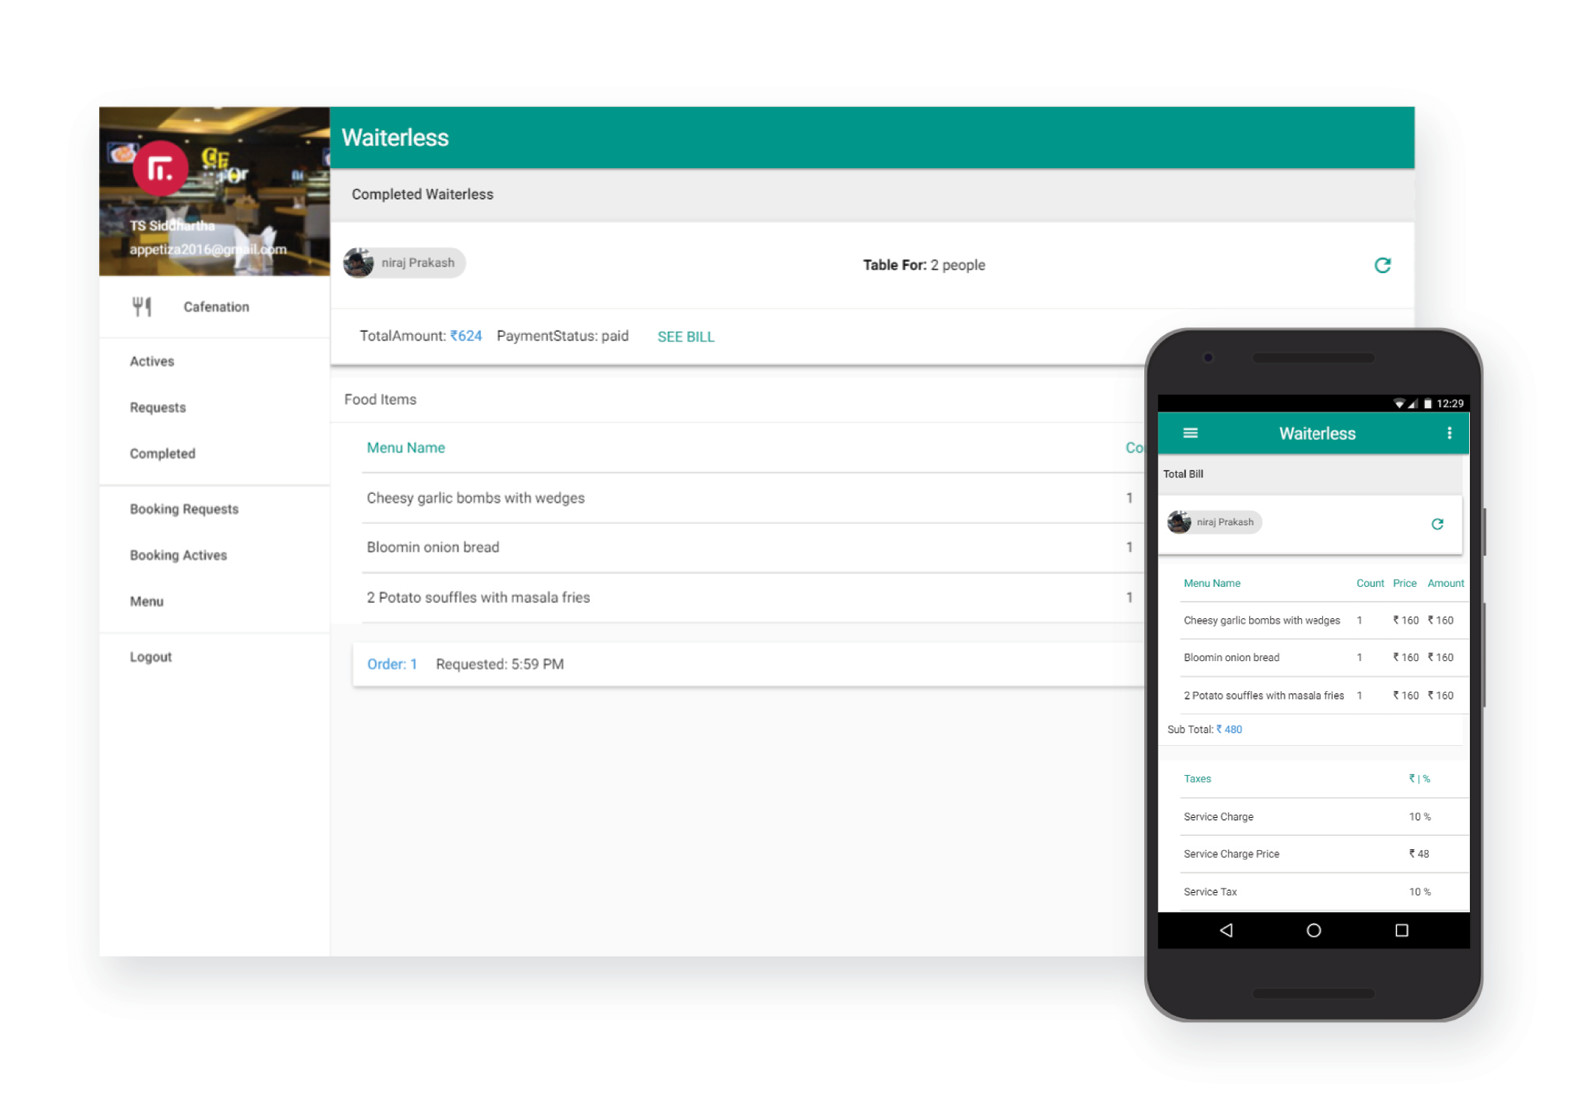 TS Siddhartha
appetiza2016@gmail.com
Cafenation
Actives
Requests
Completed
Booking Requests
Booking Actives
Menu
Logout
Waiterless
Completed Waiterless
niraj Prakash
Table For: 2 people
TotalAmount: ₹624 PaymentStatus: paid SEE BILL
Food Items
Menu Name Co
Cheesy garlic bombs with wedges 1
Bloomin onion bread 1
2 Potato souffles with masala fries 1
Order: 1 Requested: 5:59 PM
12:29
Waiterless
Total Bill
niraj Prakash
Menu Name Count Price Amount
Cheesy garlic bombs with wedges 1 ₹ 160 ₹ 160
Bloomin onion bread 1 ₹ 160 ₹ 160
2 Potato souffles with masala fries 1 ₹ 160 ₹ 160
Sub Total: ₹ 480
Taxes ₹ | %
Service Charge 10 %
Service Charge Price ₹ 48
Service Tax 10 %